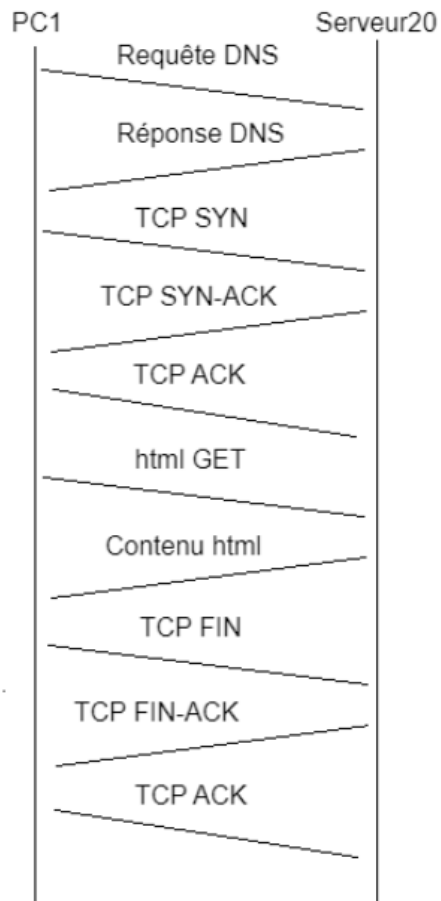 PC1
Serveur20
Requête DNS
Réponse DNS
TCP SYN
TCP SYN-ACK
TCP ACK
html GET
Contenu html
TCP FIN
TCP FIN-ACK
TCP ACK